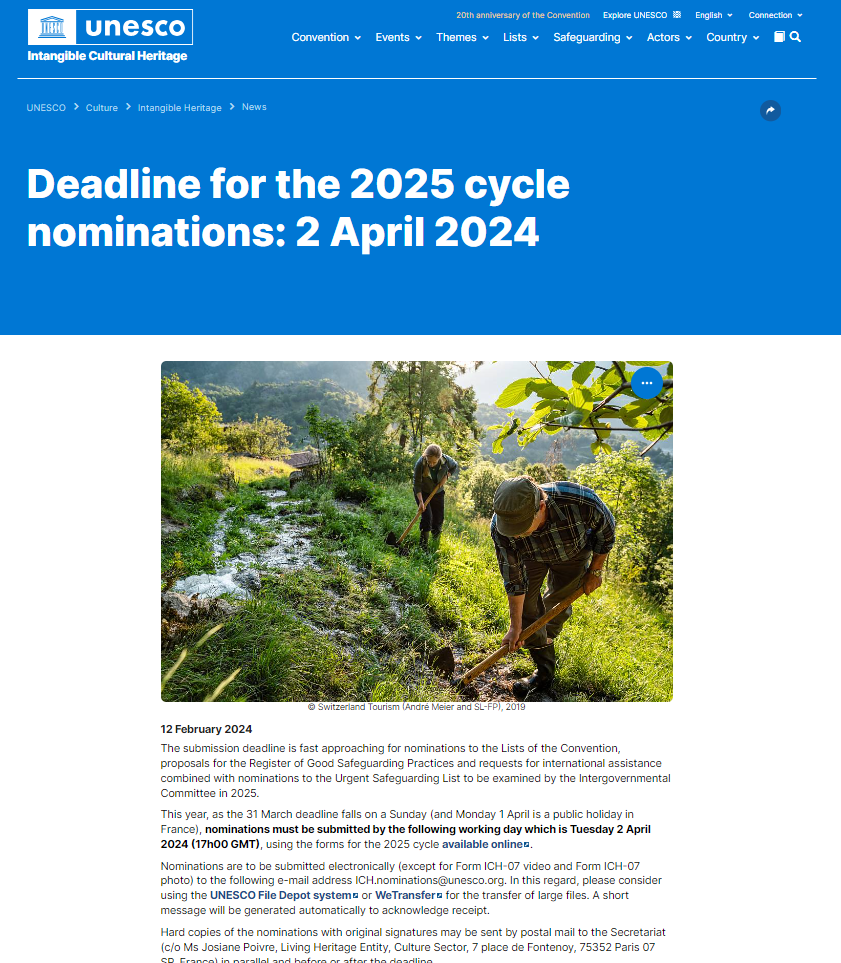 unesco
Intangible Cultural Heritage
20th anniversary of the Convention Explore UNESCO English Connection
Convention Events Themes Lists Safeguarding Actors Country
UNESCO Culture Intangible Heritage News
Deadline for the 2025 cycle
nominations: 2 April 2024
© Switzerland Tourism (André Meier and SL-FP), 2019
12 February 2024
The submission deadline is fast approaching for nominations to the Lists of the Convention,
proposals for the Register of Good Safeguarding Practices and requests for international assistance
combined with nominations to the Urgent Safeguarding List to be examined by the Intergovernmental
Committee in 2025.
This year, as the 31 March deadline falls on a Sunday (and Monday 1 April is a public holiday in
France), nominations must be submitted by the following working day which is Tuesday 2 April
2024 (17h00 GMT), using the forms for the 2025 cycle available online.
Nominations are to be submitted electronically (except for Form ICH-07 video and Form ICH-07
photo) to the following e-mail address ICH.nominations@unesco.org. In this regard, please consider
using the UNESCO File Depot system or WeTransfer for the transfer of large files. A short
message will be generated automatically to acknowledge receipt.
Hard copies of the nominations with original signatures may be sent by postal mail to the Secretariat
(c/o Ms Josiane Poivre, Living Heritage Entity, Culture Sector, 7 place de Fontenoy, 75352 Paris 07
SP, France) in parallel and before or after the deadline.